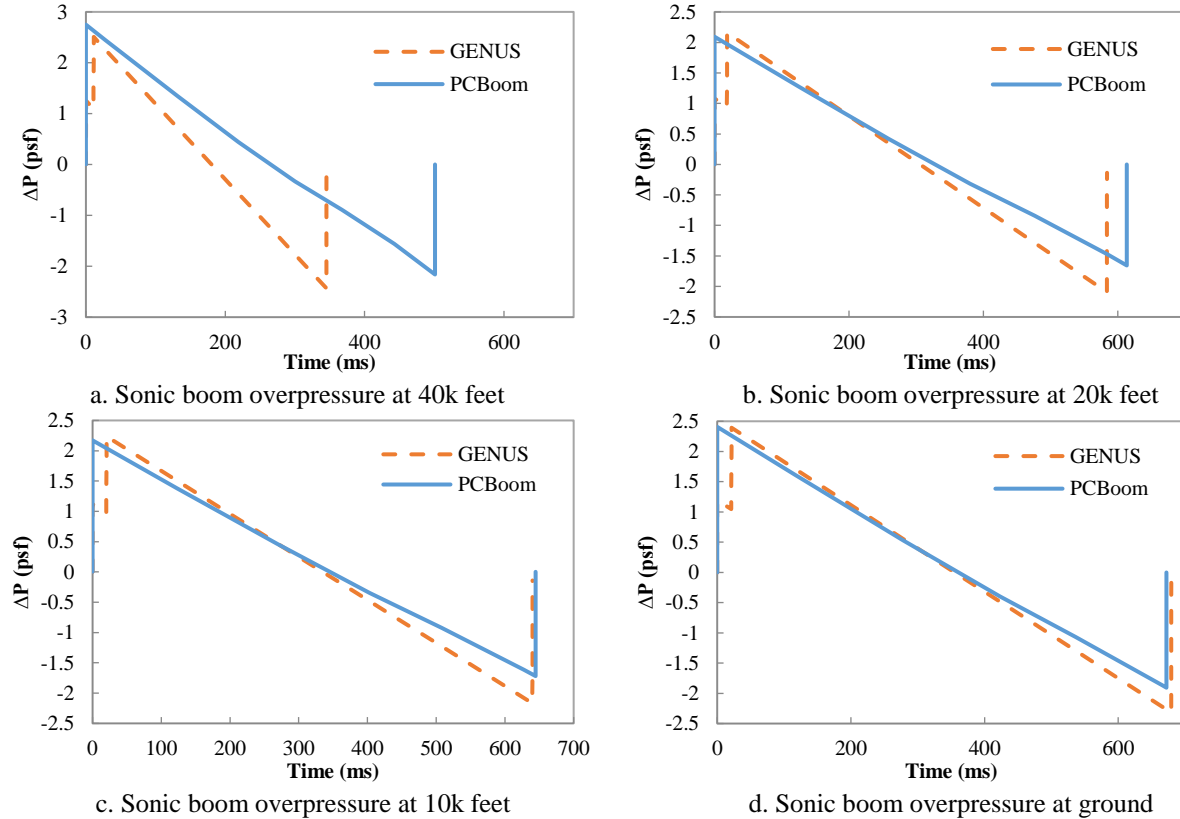 3
2
1
0
-1
-2
-3
ΔP (psf)
GENUS
PCBoom
0 200 400 600
Time (ms)
a. Sonic boom overpressure at 40k feet
2.5
2
1.5
1
0.5
0
-0.5
-1
-1.5
-2
-2.5
ΔP (psf)
GENUS
PCBoom
0 200 400 600
Time (ms)
b. Sonic boom overpressure at 20k feet
2.5
2
1.5
1
0.5
0
-0.5
-1
-1.5
-2
-2.5
ΔP (psf)
GENUS
PCBoom
0 100 200 300 400 500 600 700
Time (ms)
c. Sonic boom overpressure at 10k feet
2.5
2
1.5
1
0.5
0
-0.5
-1
-1.5
-2
-2.5
ΔP (psf)
GENUS
PCBoom
0 200 400 600
Time (ms)
d. Sonic boom overpressure at ground